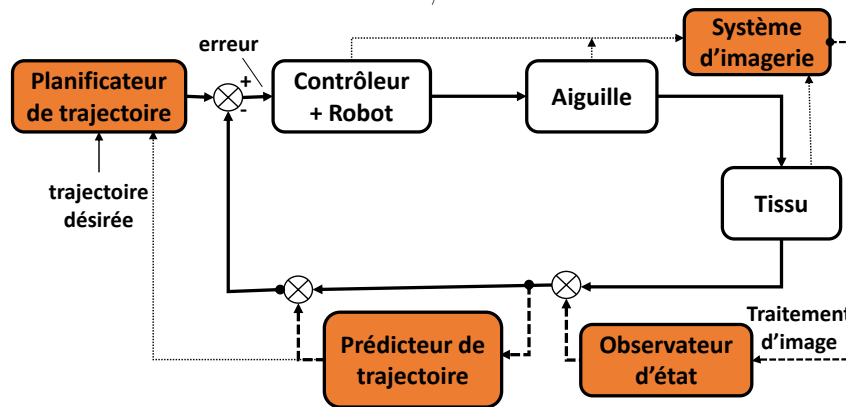 Système
d’imagerie
erreur
+
-
Planificateur
de trajectoire
Contrôleur
+ Robot
Aiguille
trajectoire
désirée
Tissu
Traitement
d’image
Prédicteur de
trajectoire
Observateur
d’état